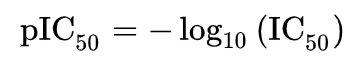 pIC₅₀ = − log₁₀ (IC₅₀)